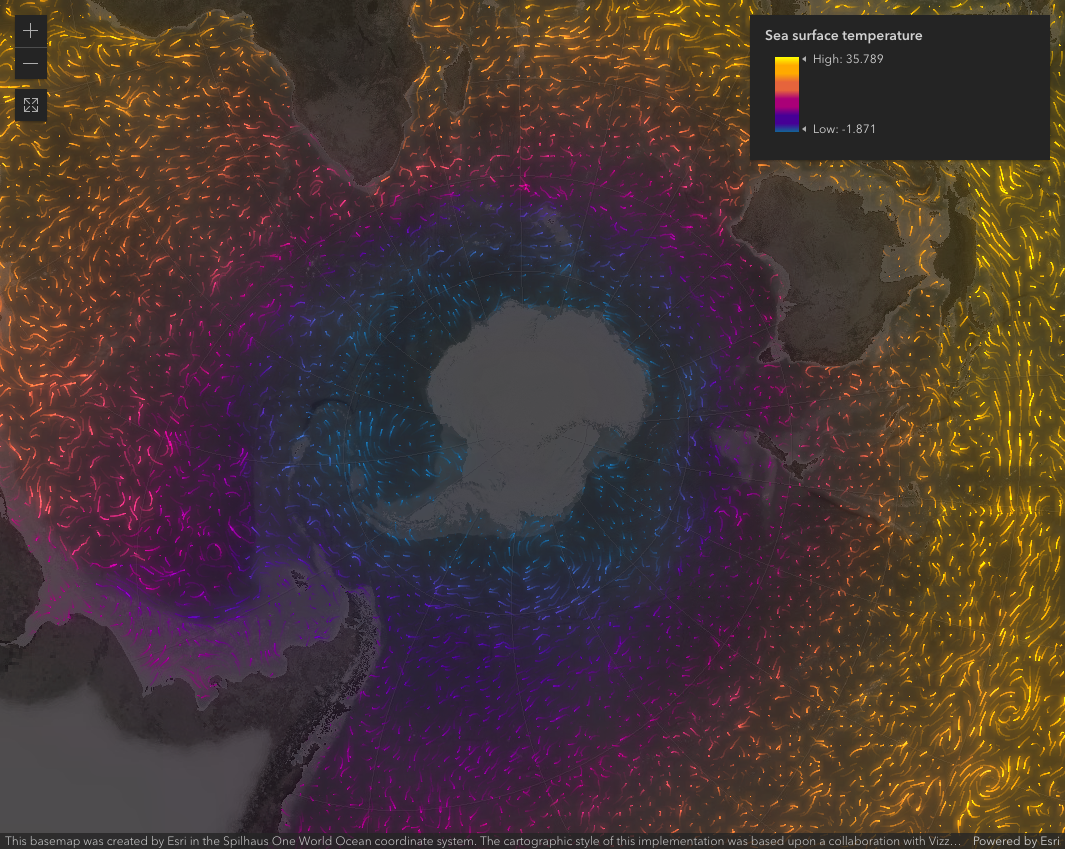 Sea surface temperature
High: 35.789
Low: -1.871
This basemap was created by Esri in the Spilhaus One World Ocean coordinate system. The cartographic style of this implementation was based upon a collaboration with Vizz... Powered by Esri